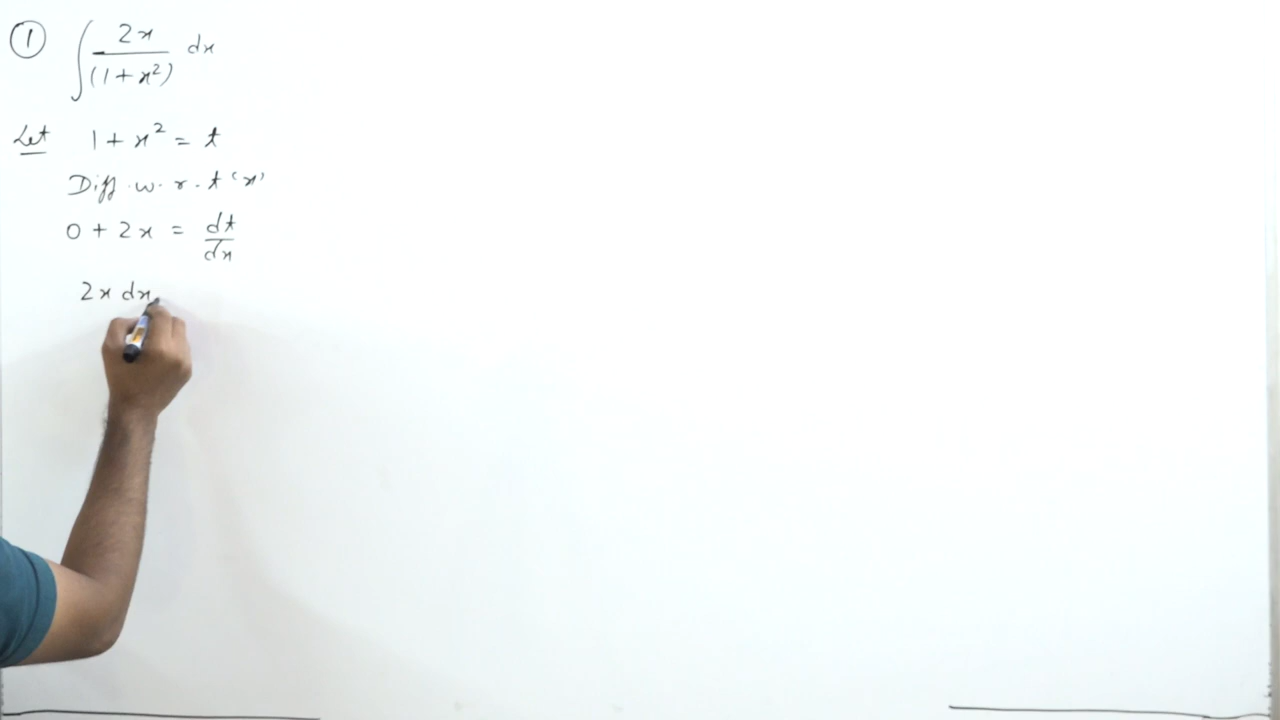 ① ∫ 2x/(1+x²) dx
Let 1 + x² = t
Diff. w. r. t 'x'
0 + 2x = dt/dx
2x dx